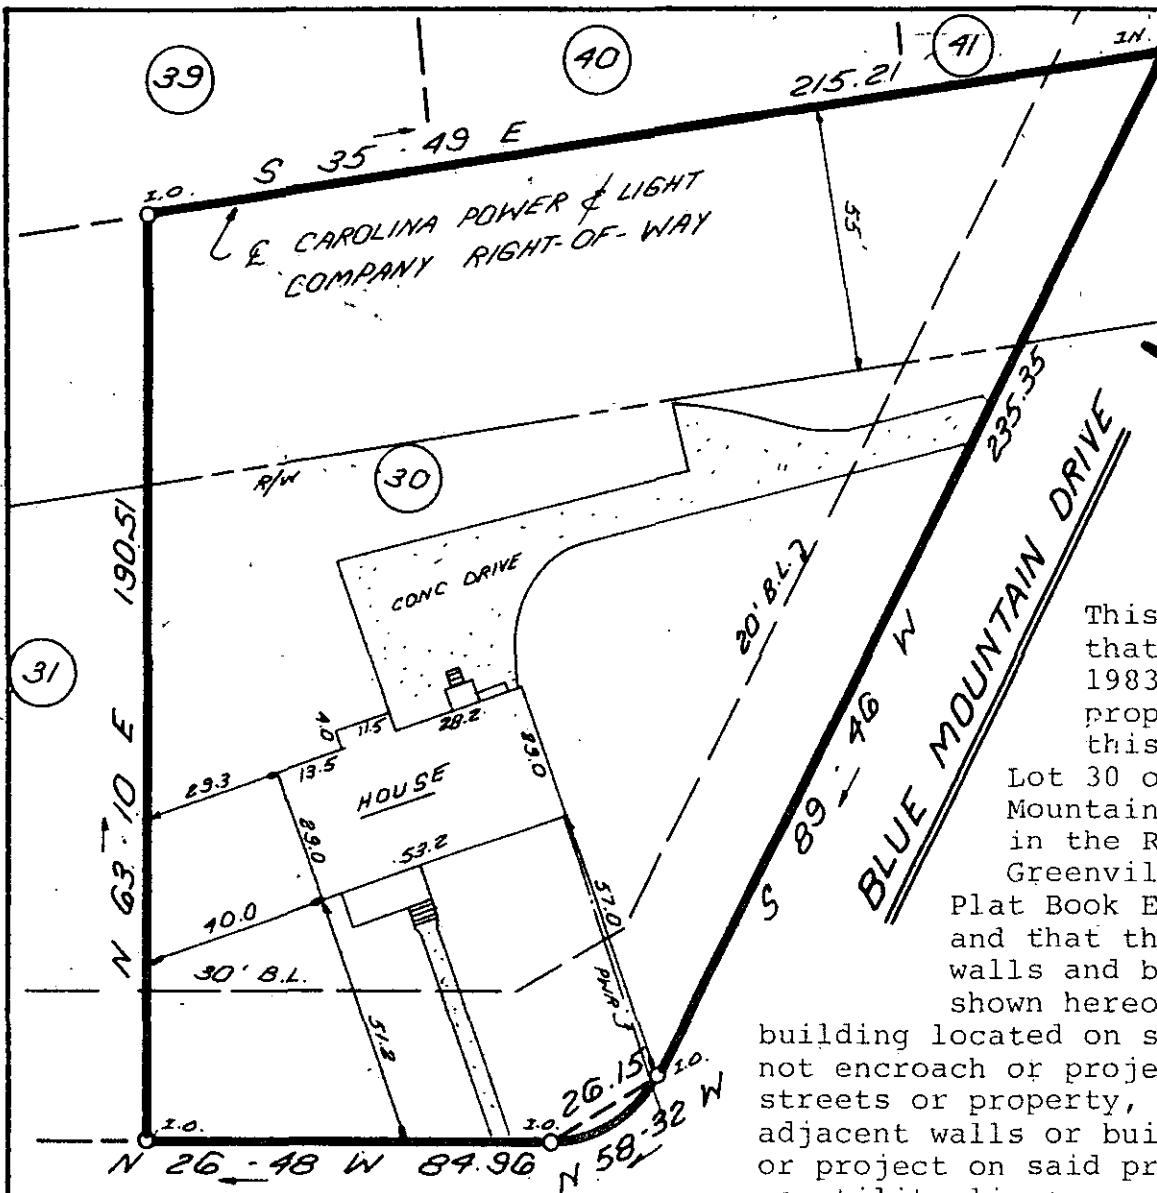 39
40
41
I.N.
215.21
S 35 · 49 E
I.O.
℄ CAROLINA POWER & LIGHT
COMPANY RIGHT-OF-WAY
55'
R/W
30
235.35
CONC DRIVE
190.51
N 63 · 10 E
31
20' B.L.
BLUE MOUNTAIN DRIVE
S 89 · 46 W
4.0
11.5
28.2
13.5
HOUSE
29.3
29.0
53.2
40.0
57.0
PWR.
30' B.L.
51.8
26.15
I.O.
I.O.
I.O.
N 26 · 48 W 84.96
N 58-32 W
This
that
1983
prop
this
Lot 30 o
Mountain
in the R
Greenvil
Plat Book E
and that th
walls and b
shown hereo
building located on s
not encroach or proje
streets or property,
adjacent walls or bui
or project on said pr